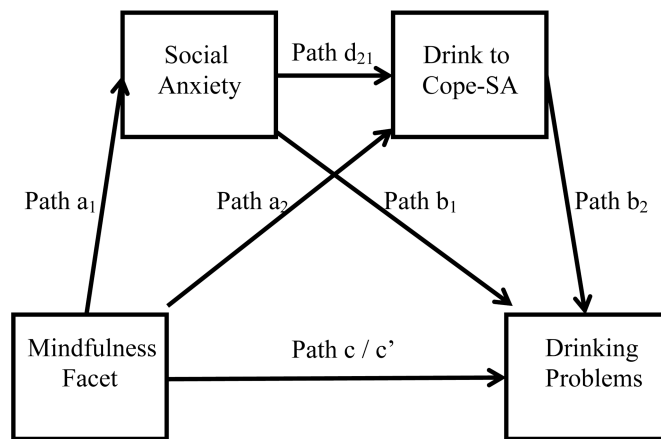 Social
Anxiety
Path d₂₁
Drink to
Cope-SA
Path a₁
Path a₂
Path b₁
Path b₂
Mindfulness
Facet
Path c / c’
Drinking
Problems